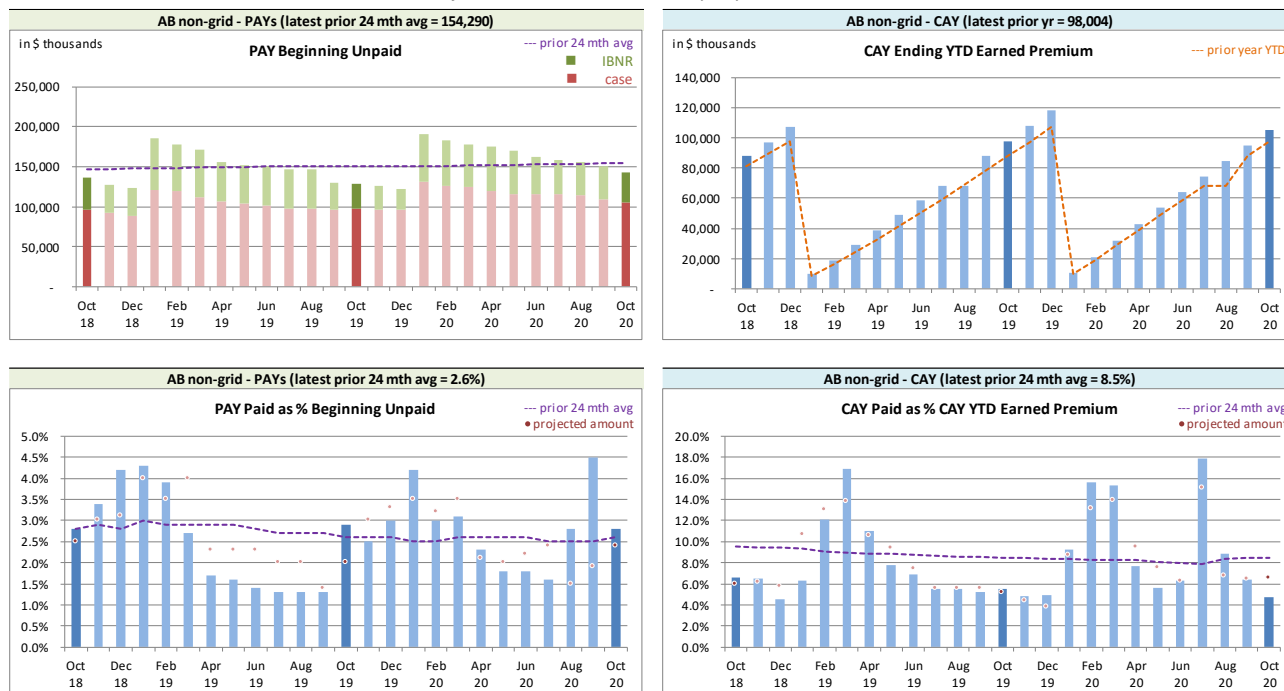 AB non-grid - PAYs (latest prior 24 mth avg = 154,290)
in $ thousands
PAY Beginning Unpaid
--- prior 24 mth avg
IBNR
case
250,000
200,000
150,000
100,000
50,000
-
Oct Dec Feb Apr Jun Aug Oct Dec Feb Apr Jun Aug Oct
18 18 19 19 19 19 19 19 20 20 20 20 20
AB non-grid - CAY (latest prior yr = 98,004)
in $ thousands
CAY Ending YTD Earned Premium
--- prior year YTD
140,000
120,000
100,000
80,000
60,000
40,000
20,000
-
Oct Dec Feb Apr Jun Aug Oct Dec Feb Apr Jun Aug Oct
18 18 19 19 19 19 19 19 20 20 20 20 20
AB non-grid - PAYs (latest prior 24 mth avg = 2.6%)
PAY Paid as % Beginning Unpaid
--- prior 24 mth avg
• projected amount
5.0%
4.5%
4.0%
3.5%
3.0%
2.5%
2.0%
1.5%
1.0%
0.5%
0.0%
Oct Dec Feb Apr Jun Aug Oct Dec Feb Apr Jun Aug Oct
18 18 19 19 19 19 19 19 20 20 20 20 20
AB non-grid - CAY (latest prior 24 mth avg = 8.5%)
CAY Paid as % CAY YTD Earned Premium
--- prior 24 mth avg
• projected amount
20.0%
18.0%
16.0%
14.0%
12.0%
10.0%
8.0%
6.0%
4.0%
2.0%
0.0%
Oct Dec Feb Apr Jun Aug Oct Dec Feb Apr Jun Aug Oct
18 18 19 19 19 19 19 19 20 20 20 20 20